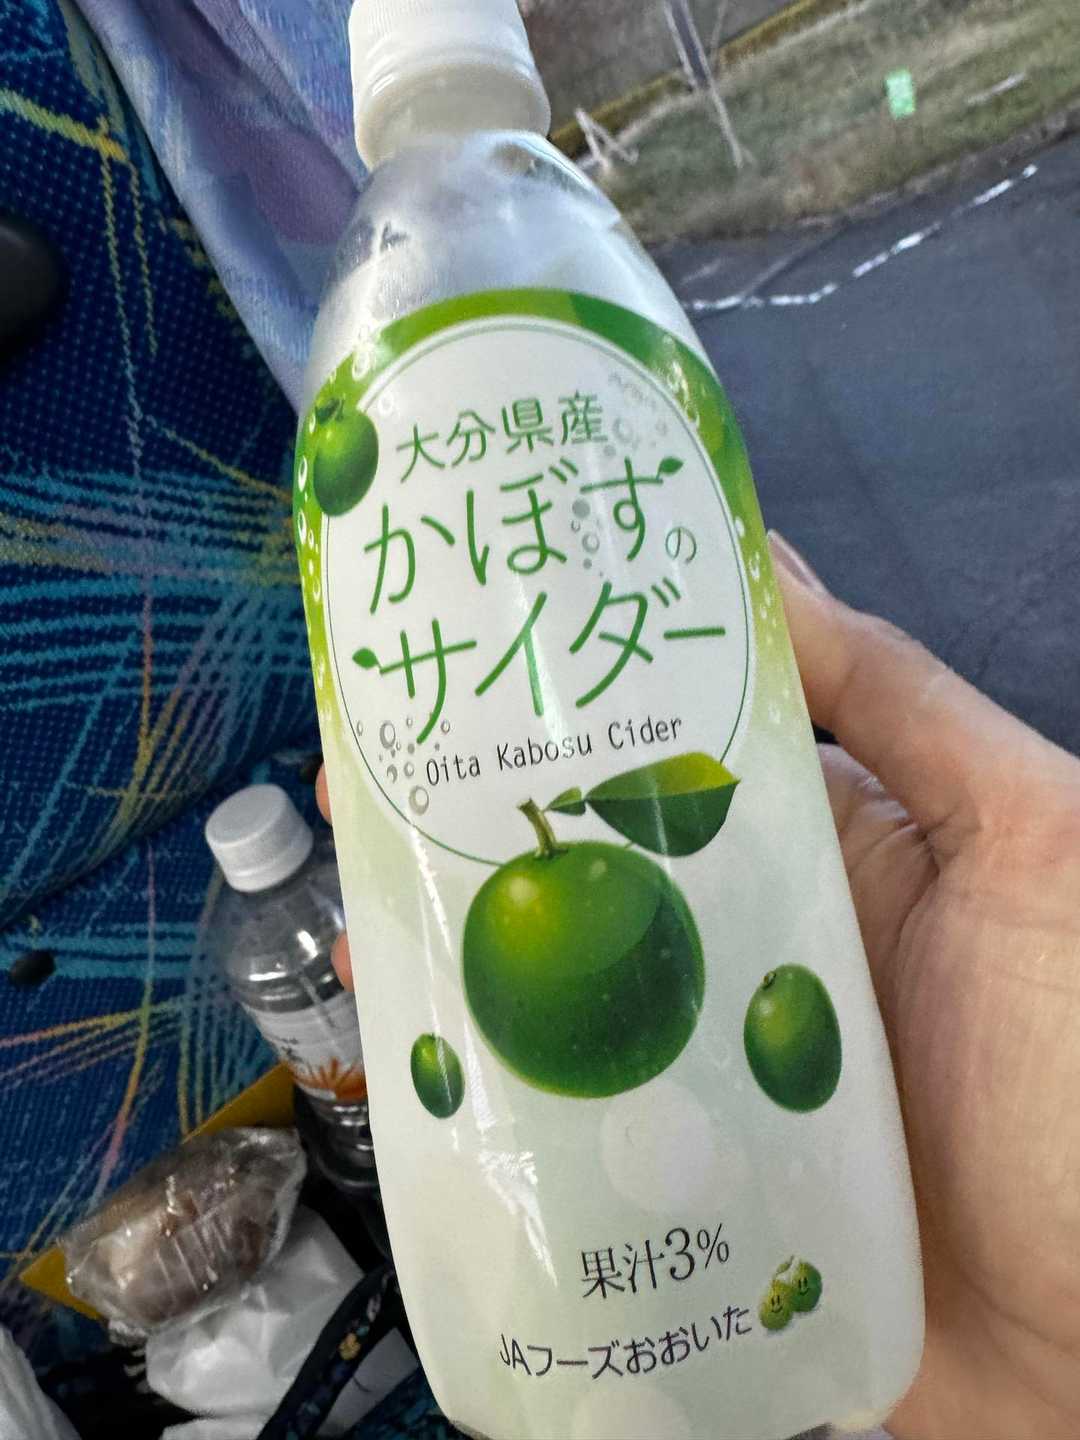 大分県産
かぼすの
サイダー
Oita Kabosu Cider
果汁3%
JAフーズおおいた